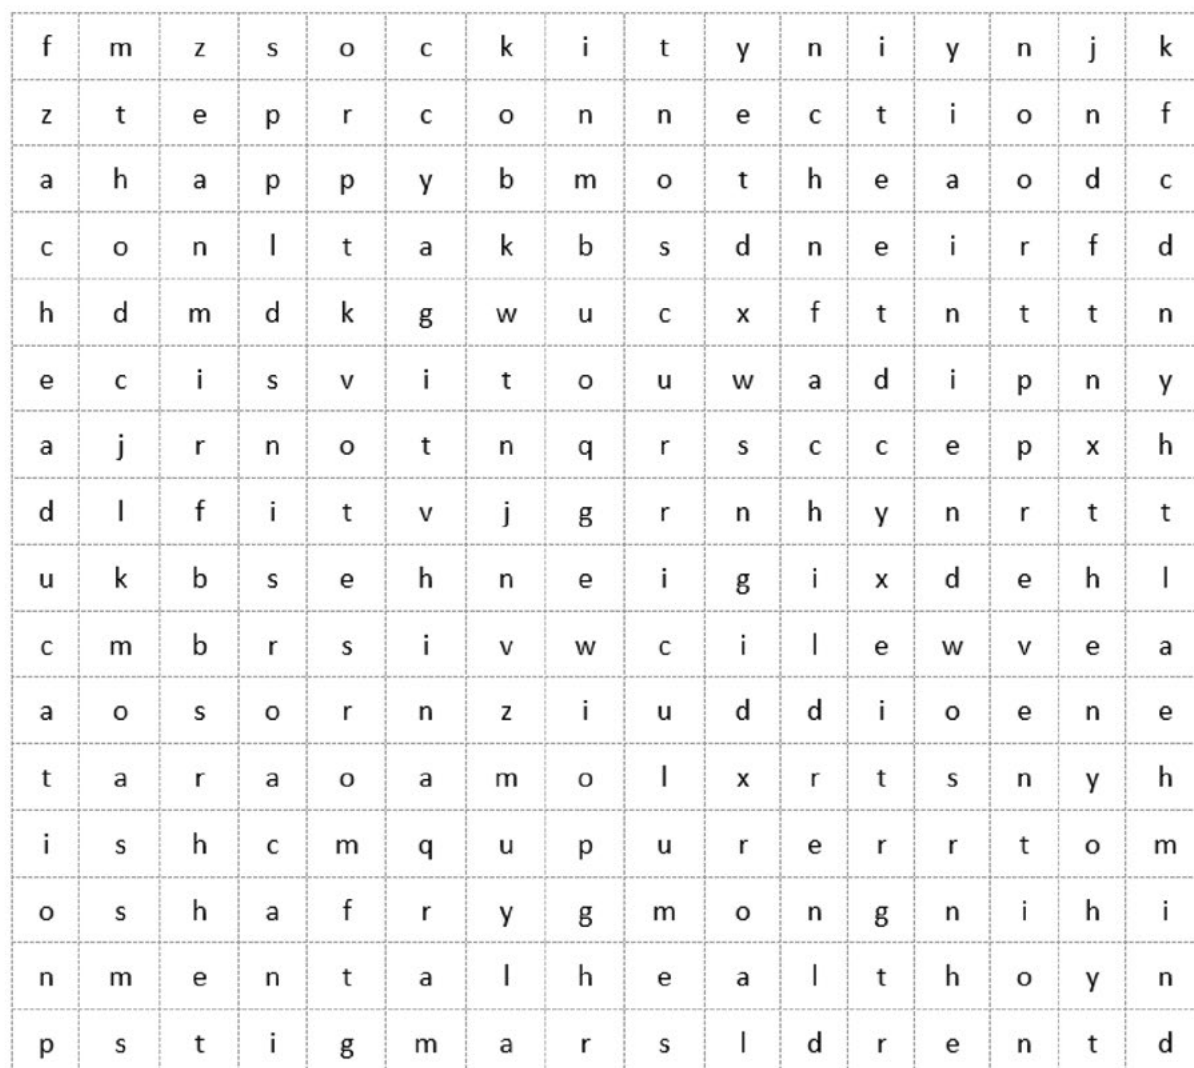 f m z s o c k i t y n i y n j k
z t e p r c o n n e c t i o n f
a h a p p y b m o t h e a o d c
c o n l t a k b s d n e i r f d
h d m d k g w u c x f t n t t n
e c i s v i t o u w a d i p n y
a j r n o t n q r s c c e p x h
d l f i t v j g r n h y n r t t
u k b s e h n e i g i x d e h l
c m b r s i v w c i l e w v e a
a o s o r n z i u d d i o e n e
t a r a o a m o l x r t s n y h
i s h c m q u p u r e r r t o m
o s h a f r y g m o n g n i h i
n m e n t a l h e a l t h o y n
p s t i g m a r s l d r e n t d